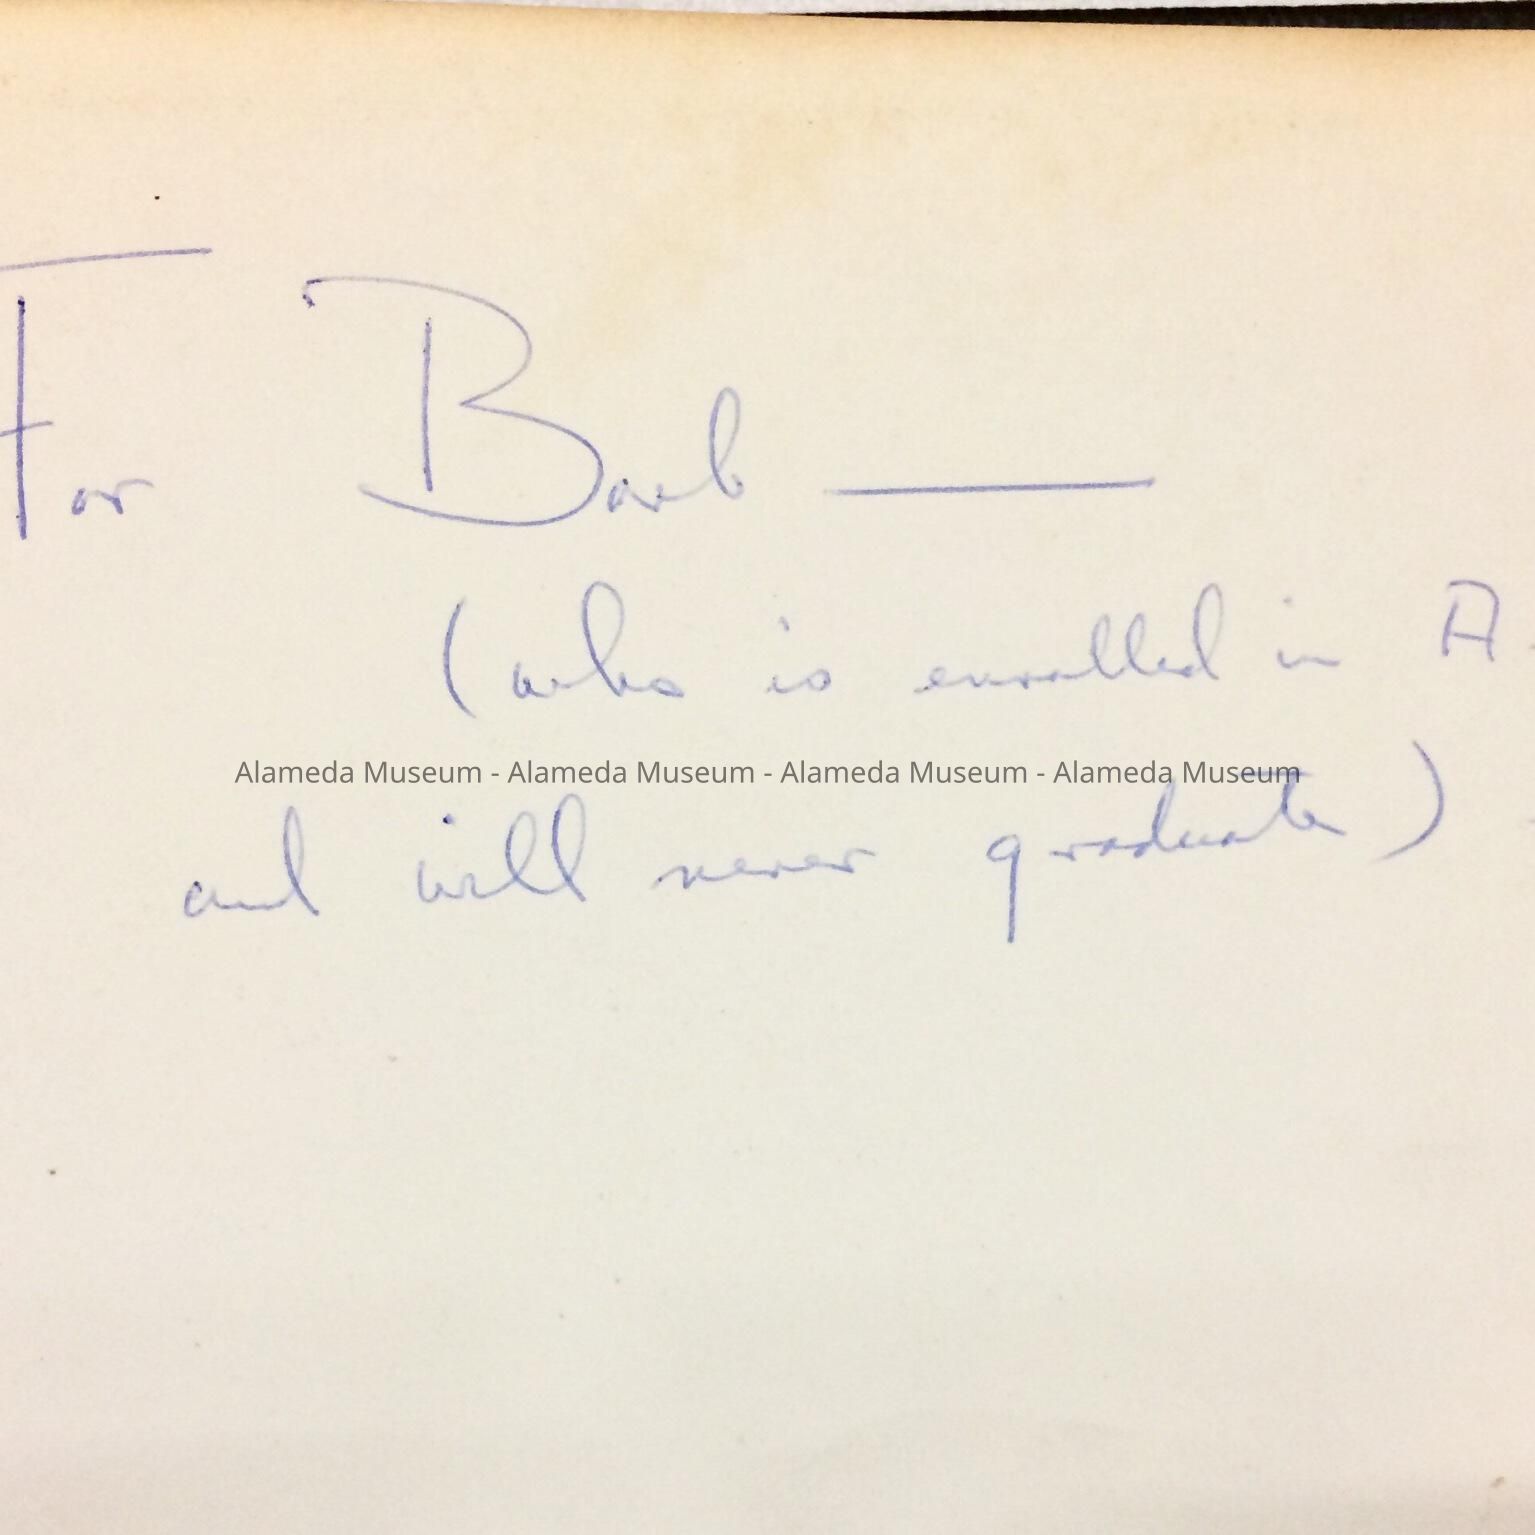 For Barb —
(who is enrolled in A.
Alameda Museum - Alameda Museum - Alameda Museum - Alameda Museum
and will never graduate)